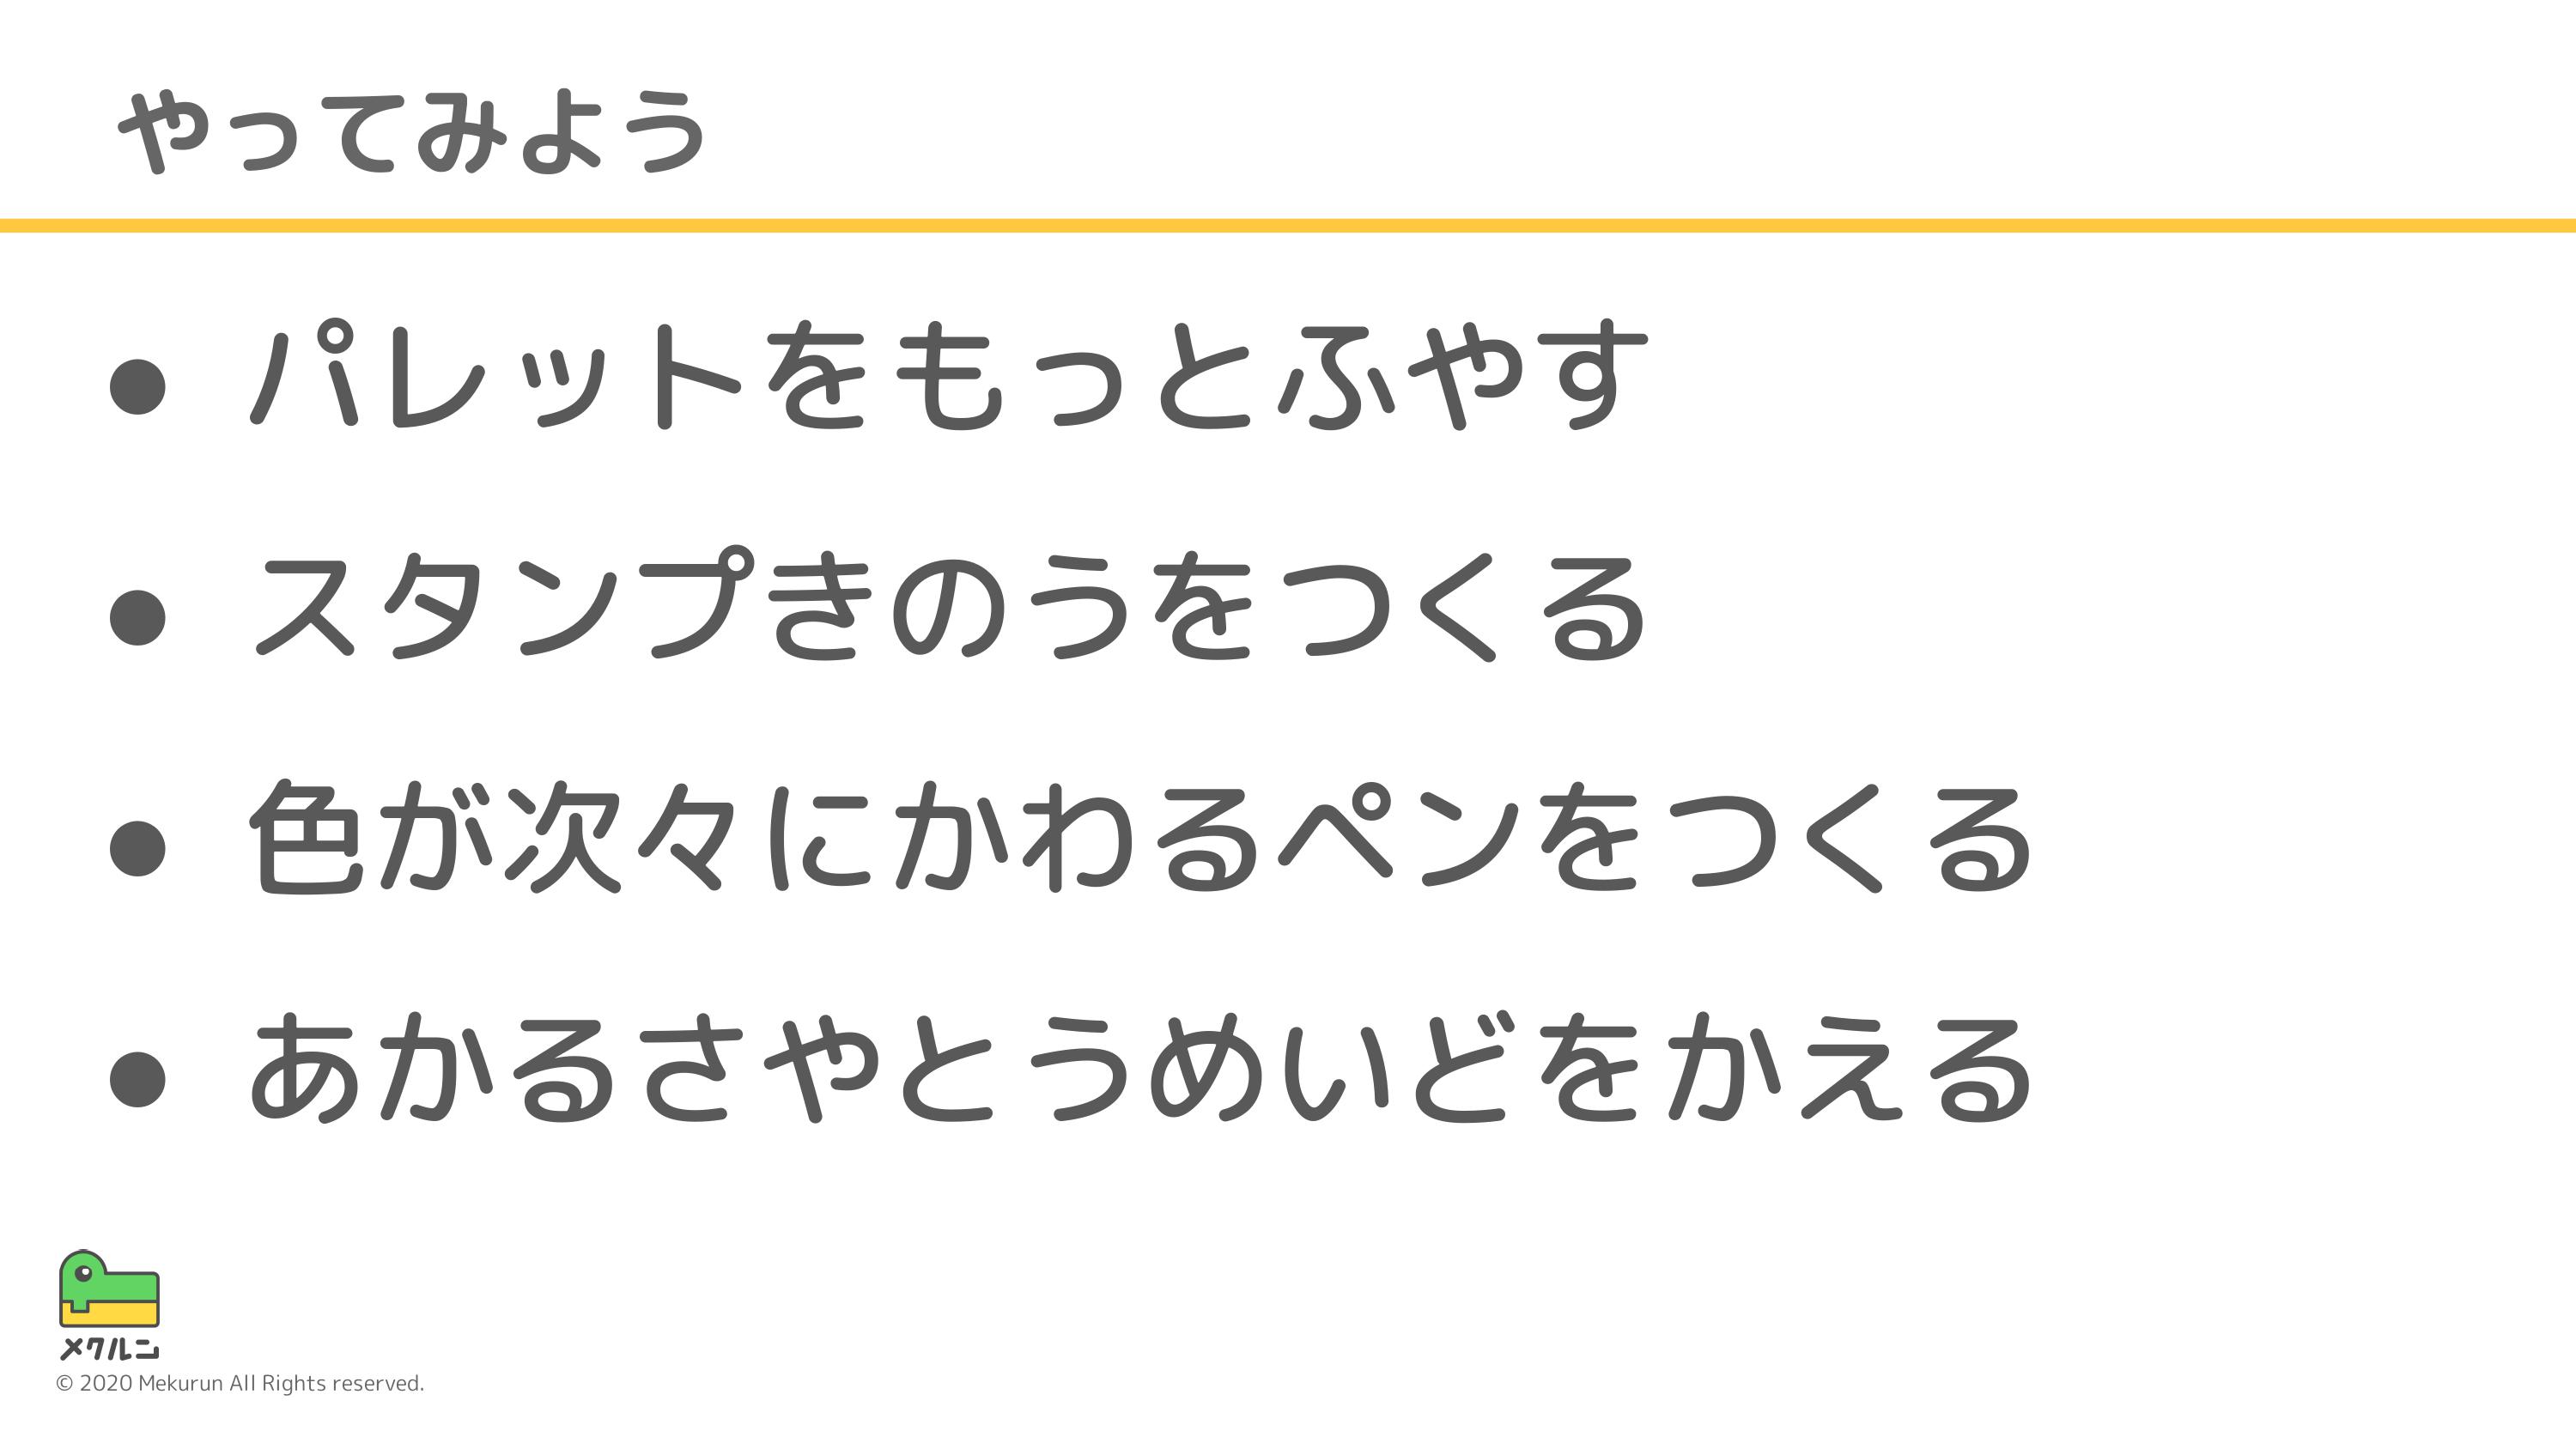 やってみよう
● パレットをもっとふやす
● スタンプきのうをつくる
● 色が次々にかわるペンをつくる
● あかるさやとうめいどをかえる
メクルン
© 2020 Mekurun All Rights reserved.